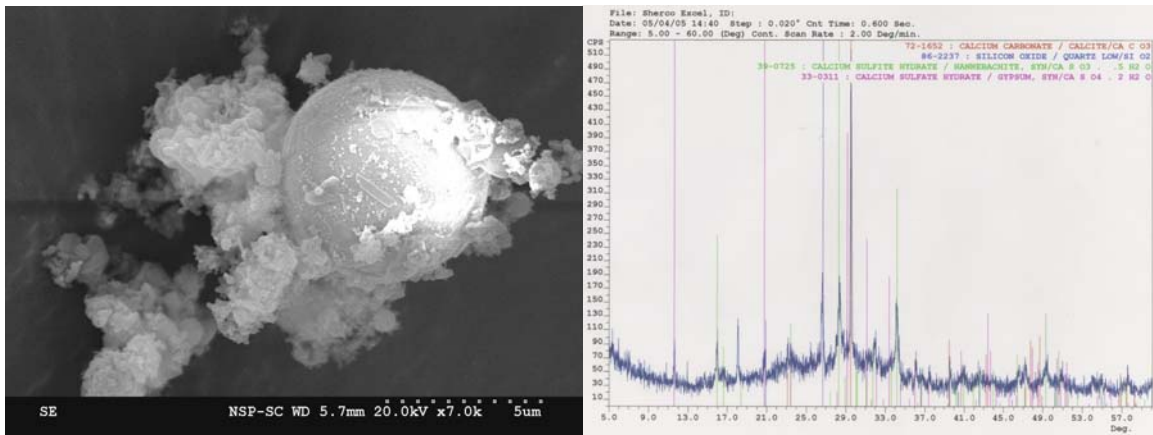 SE NSP-SC WD 5.7mm 20.0kV x7.0k 5um
File: Sherco Excel, ID:
Date: 05/04/05 14:40 Step : 0.020° Cnt Time: 0.600 Sec.
Range: 5.00 - 60.00 (Deg) Cont. Scan Rate : 2.00 Deg/min.
CPS
72-1652 : CALCIUM CARBONATE / CALCITE/CA C O3
86-2237 : SILICON OXIDE / QUARTZ LOW/SI O2
39-0725 : CALCIUM SULFITE HYDRATE / HANNEBACHITE, SYN/CA S O3 . .5 H2 O
33-0311 : CALCIUM SULFATE HYDRATE / GYPSUM, SYN/CA S O4 . 2 H2 O
510
490
470
450
430
410
390
370
350
330
310
290
270
250
230
210
190
170
150
130
110
90
70
50
30
10
5.0 9.0 13.0 17.0 21.0 25.0 29.0 33.0 37.0 41.0 45.0 49.0 53.0 57.0
Deg.